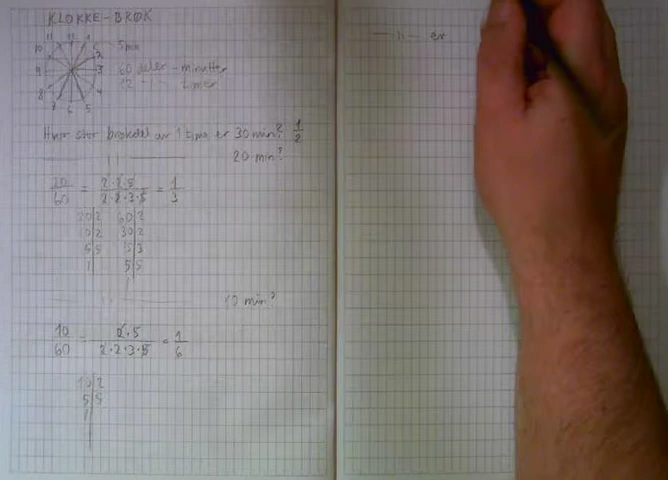 KLOKKE-BRØK
11 12 1
10 2
9 3
8 4
7 6 5
5 min
60 deler - minutter
12 -"- timer
Hvor stor brøkdel av 1 time er 30 min? 1/2
-"- 20 min?
20/60 = 2·2·5/2·2·3·5 = 1/3
20|2 60|2
10|2 30|2
5|5 15|3
1 5|5
1
-"- 10 min?
10/60 = 2·5/2·2·3·5 = 1/6
10|2
5|5
1
-"- er